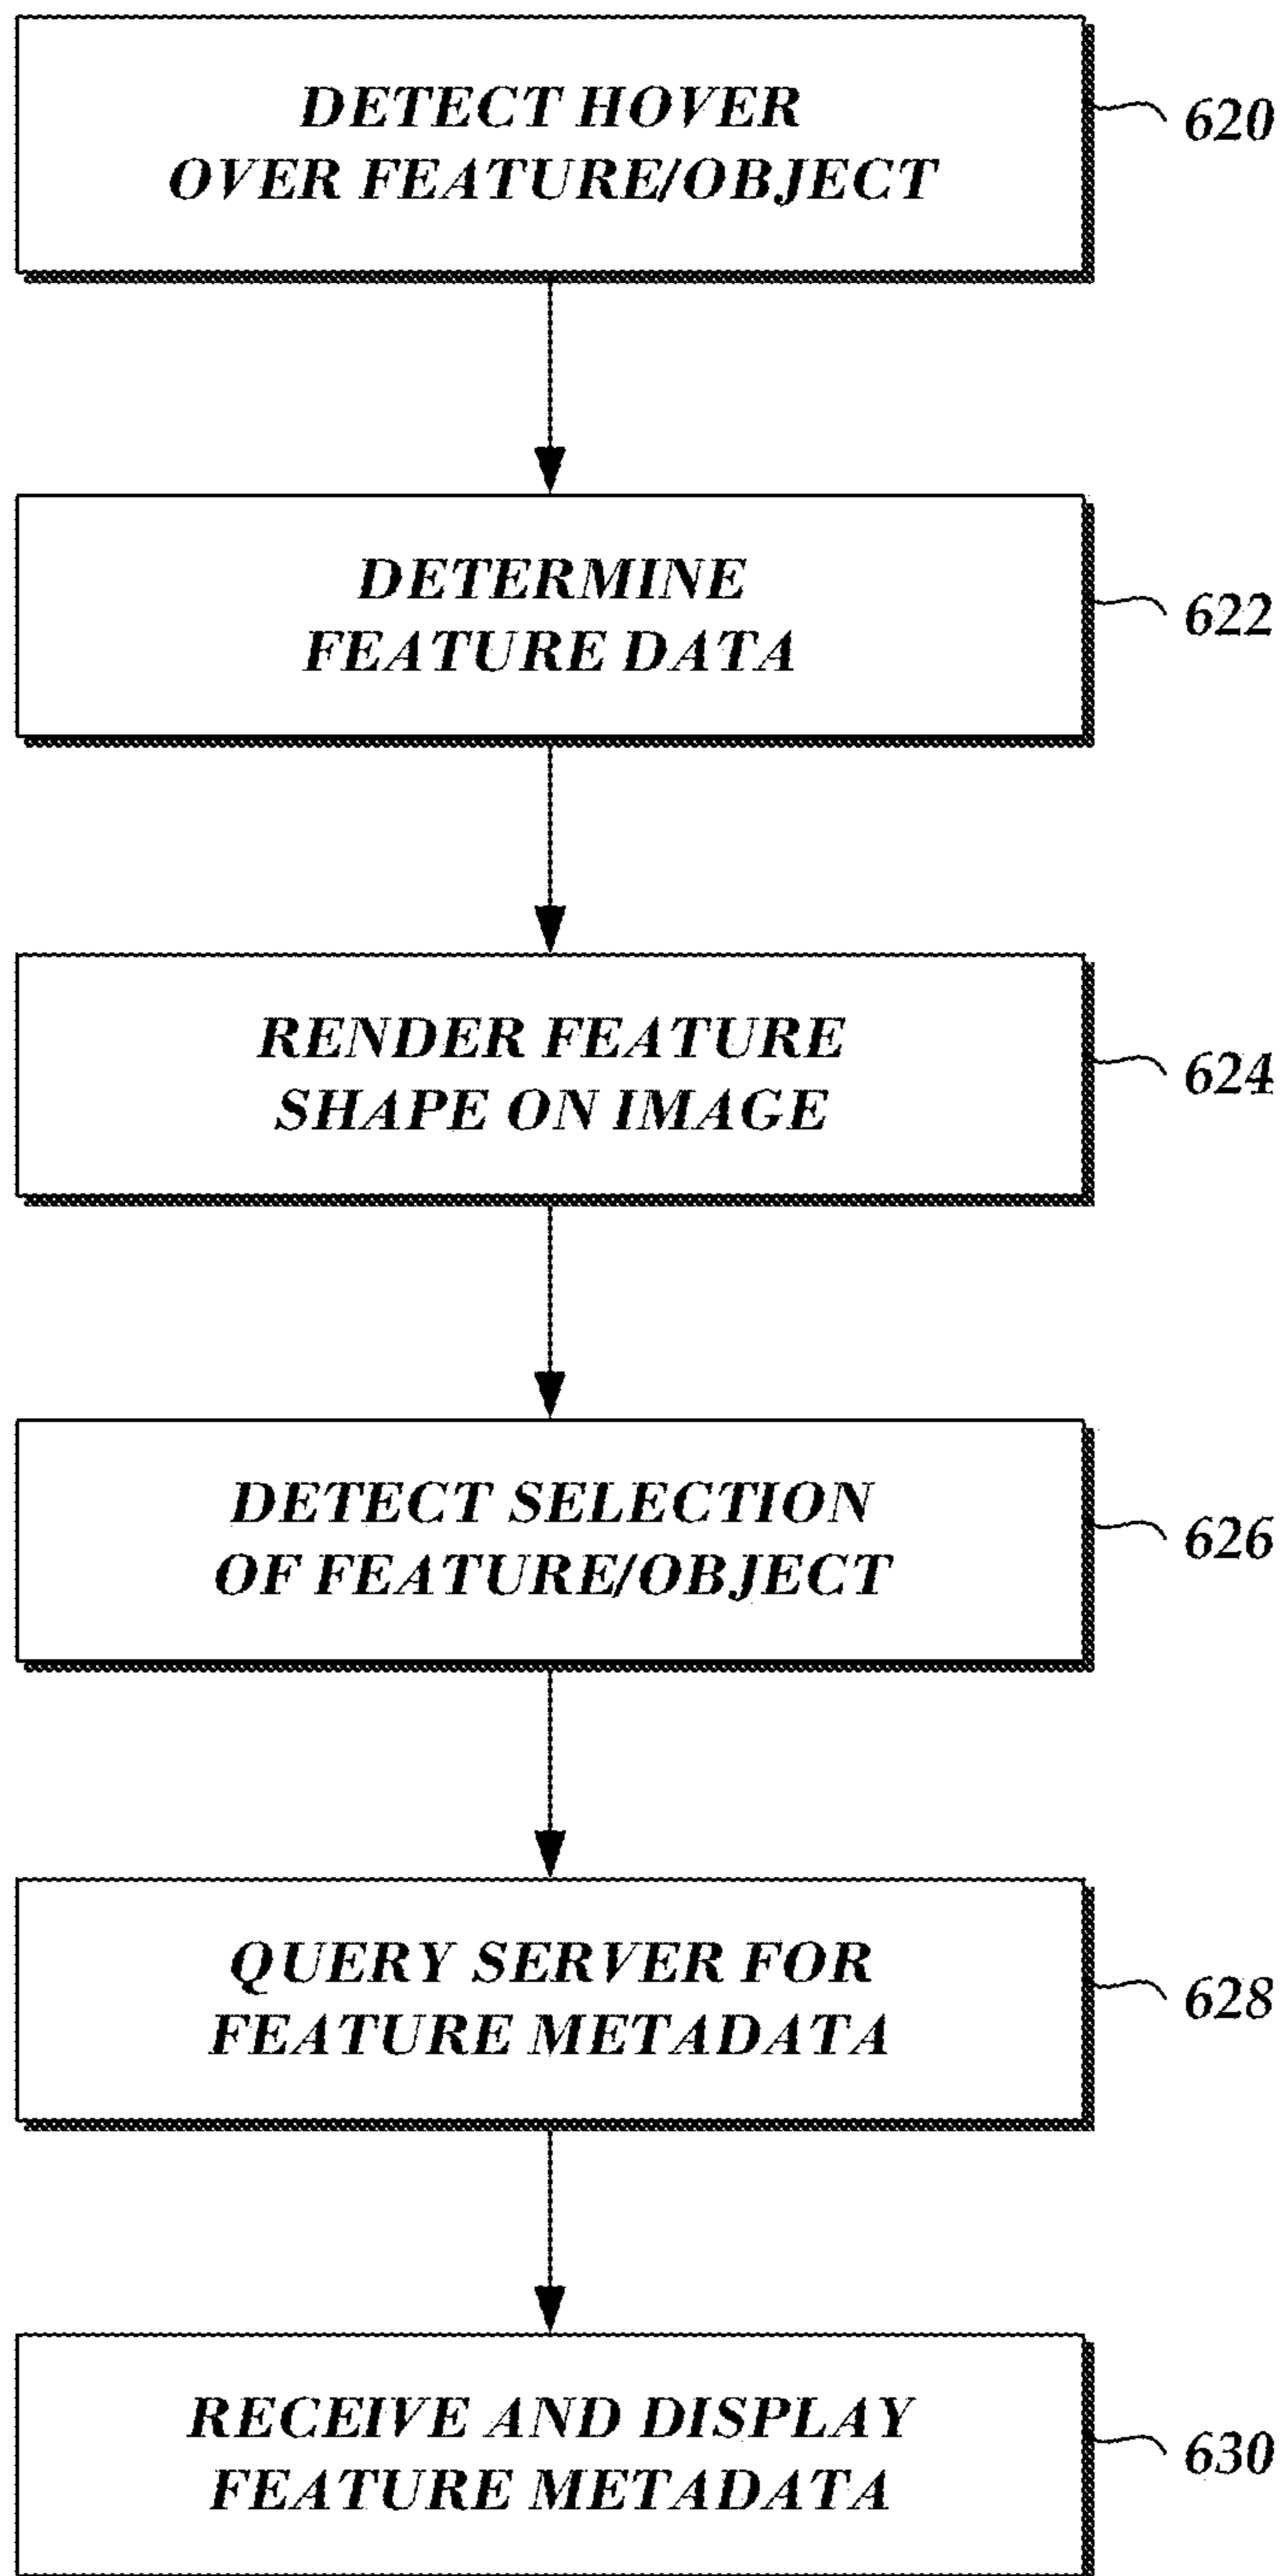 DETECT HOVER
OVER FEATURE/OBJECT
620
DETERMINE
FEATURE DATA
622
RENDER FEATURE
SHAPE ON IMAGE
624
DETECT SELECTION
OF FEATURE/OBJECT
626
QUERY SERVER FOR
FEATURE METADATA
628
RECEIVE AND DISPLAY
FEATURE METADATA
630